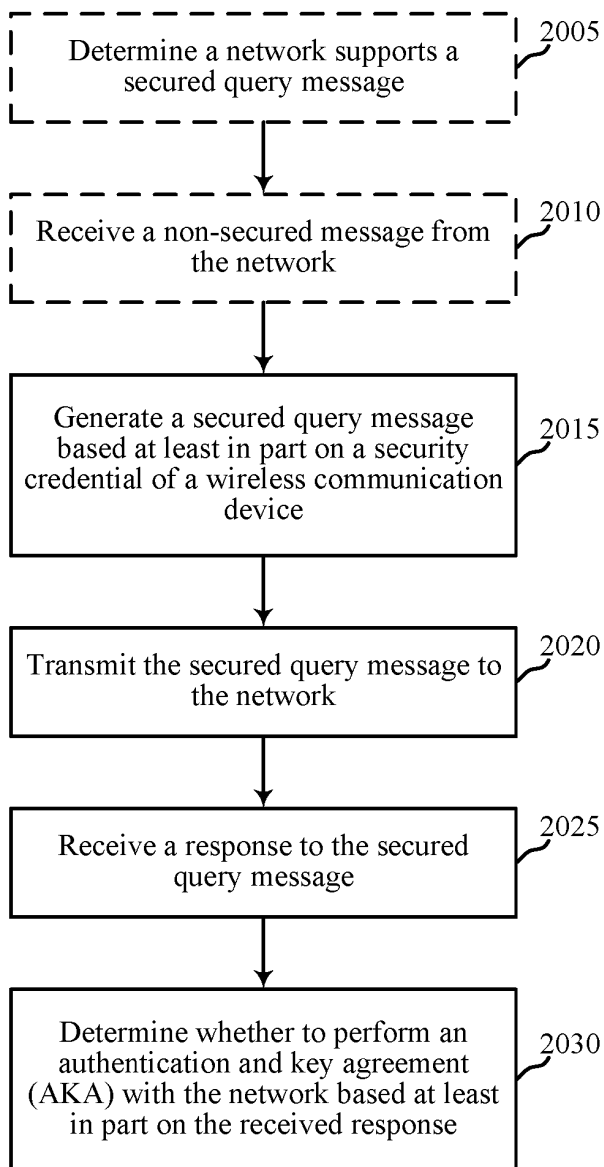 2005
Determine a network supports a
secured query message
2010
Receive a non-secured message from
the network
2015
Generate a secured query message
based at least in part on a security
credential of a wireless communication
device
2020
Transmit the secured query message to
the network
2025
Receive a response to the secured
query message
2030
Determine whether to perform an
authentication and key agreement
(AKA) with the network based at least
in part on the received response